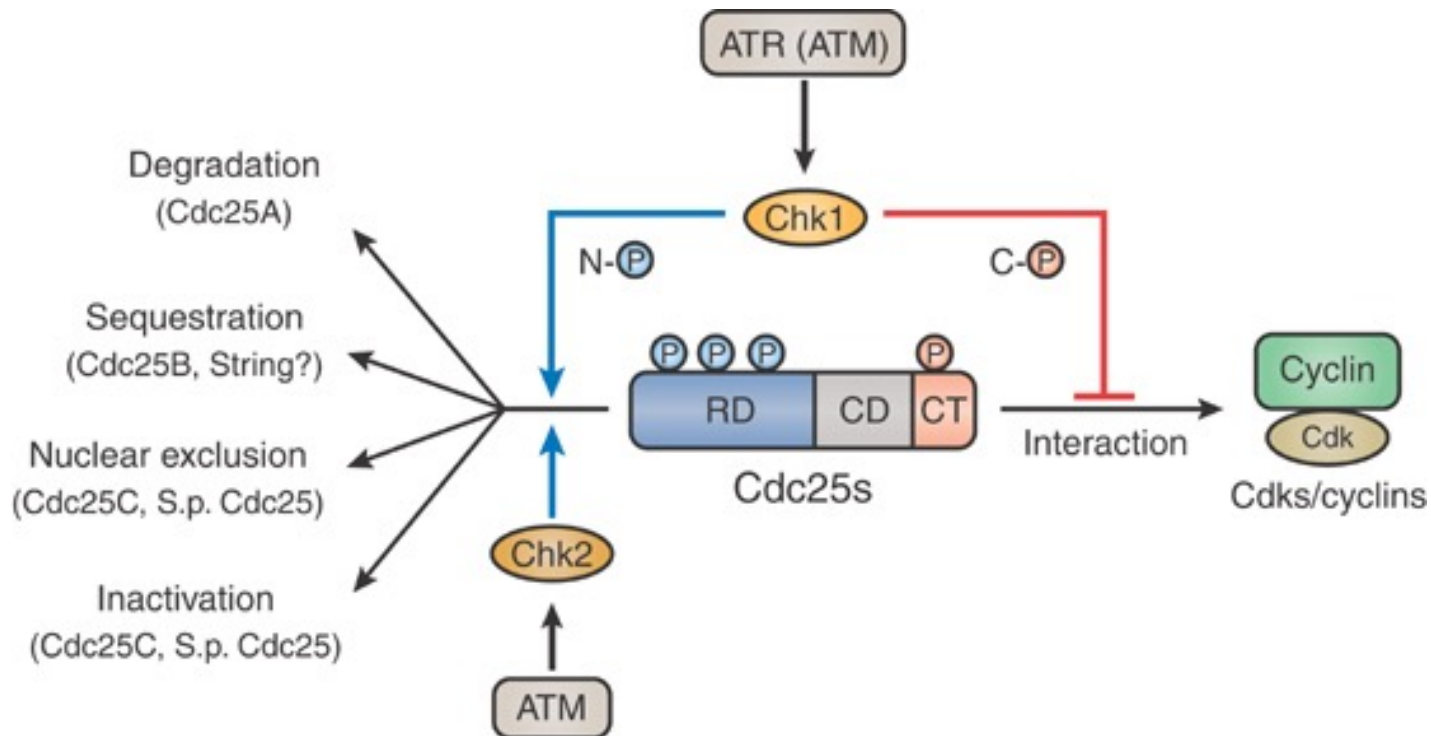 ATR (ATM)
Degradation
(Cdc25A)
Chk1
N-P
C-P
Sequestration
(Cdc25B, String?)
P P P P
RD CD CT
Cdc25s
Interaction
Cyclin
Cdk
Cdks/cyclins
Nuclear exclusion
(Cdc25C, S.p. Cdc25)
Chk2
Inactivation
(Cdc25C, S.p. Cdc25)
ATM